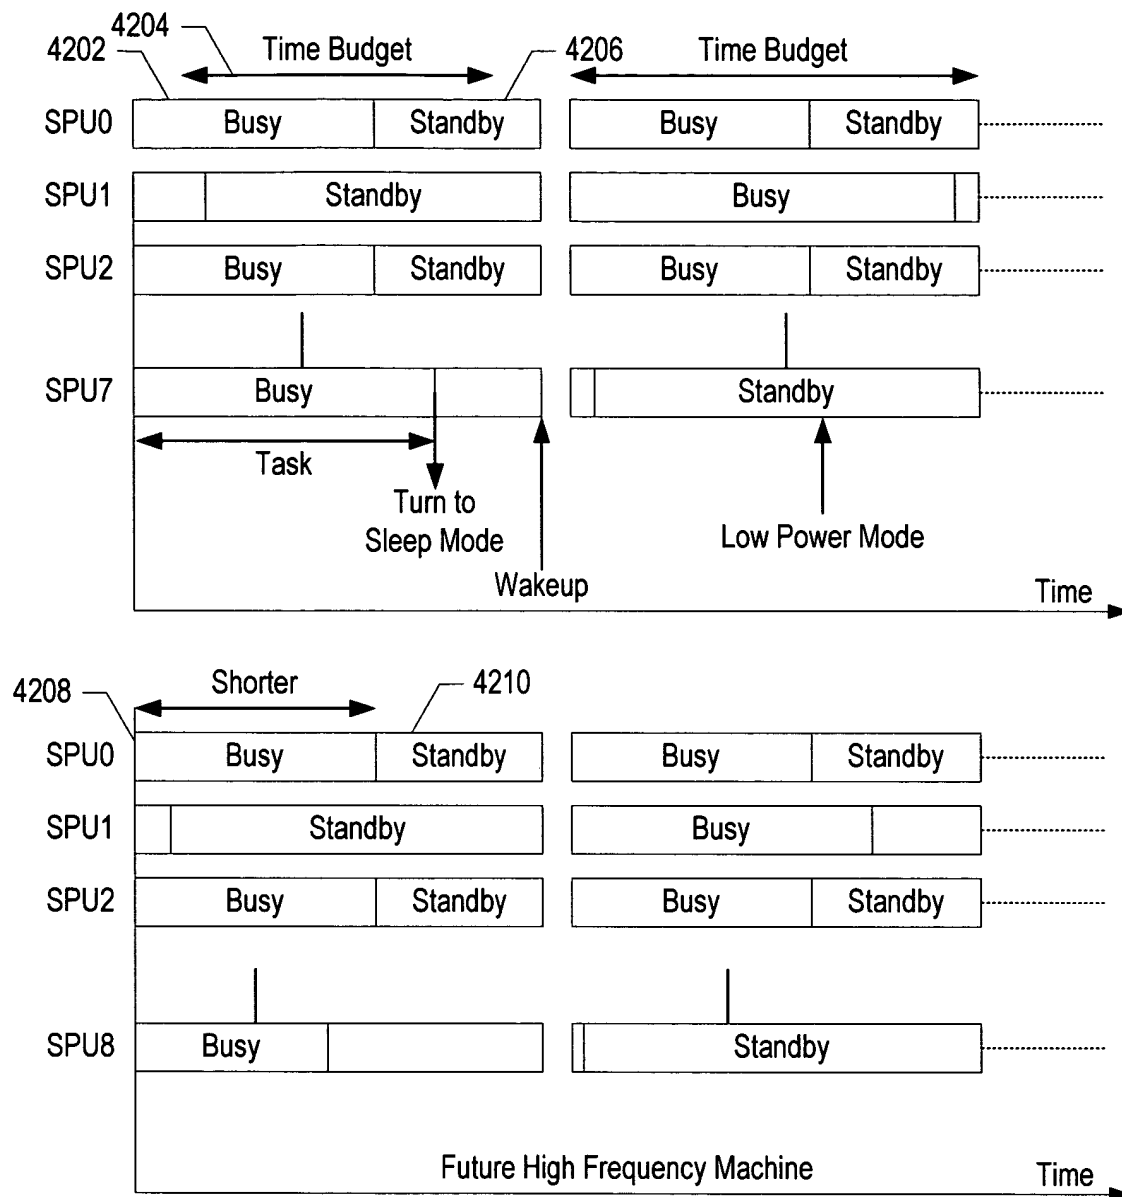 4204
4202 Time Budget 4206 Time Budget
SPU0 Busy Standby Busy Standby
SPU1 Standby Busy
SPU2 Busy Standby Busy Standby
SPU7 Busy Standby
Task
Turn to
Sleep Mode Low Power Mode
Wakeup
Time
4208 Shorter 4210
SPU0 Busy Standby Busy Standby
SPU1 Standby Busy
SPU2 Busy Standby Busy Standby
SPU8 Busy Standby
Future High Frequency Machine Time